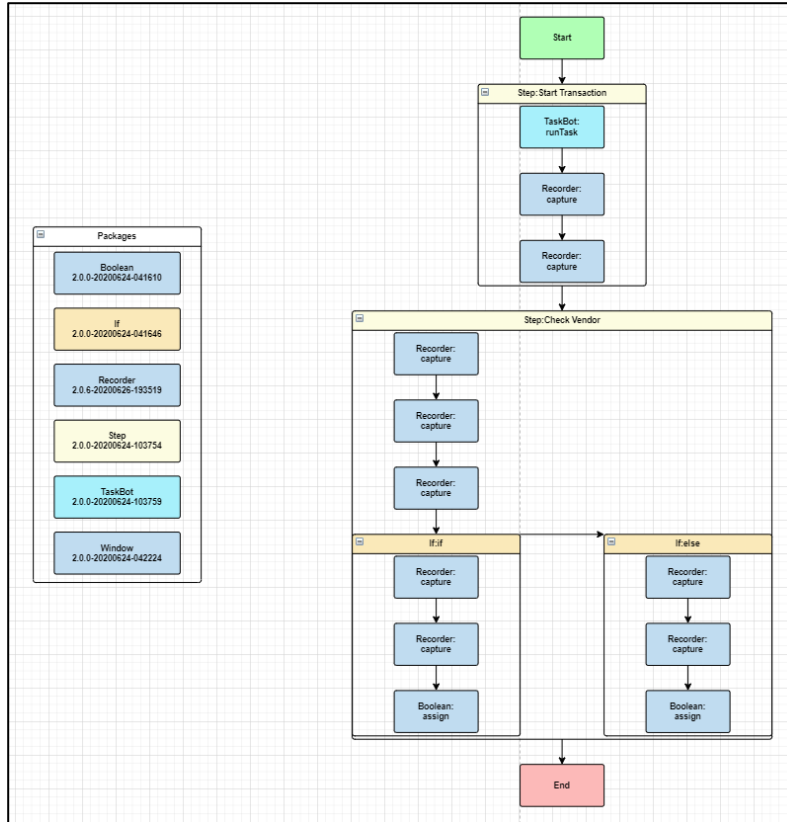 Start
Step:Start Transaction
TaskBot:
runTask
Recorder:
capture
Recorder:
capture
Packages
Boolean
2.0.0-20200624-041610
If
2.0.0-20200624-041646
Recorder
2.0.6-20200626-193519
Step
2.0.0-20200624-103754
TaskBot
2.0.0-20200624-103759
Window
2.0.0-20200624-042224
Step:Check Vendor
Recorder:
capture
Recorder:
capture
Recorder:
capture
If:if
Recorder:
capture
Recorder:
capture
Boolean:
assign
If:else
Recorder:
capture
Recorder:
capture
Boolean:
assign
End